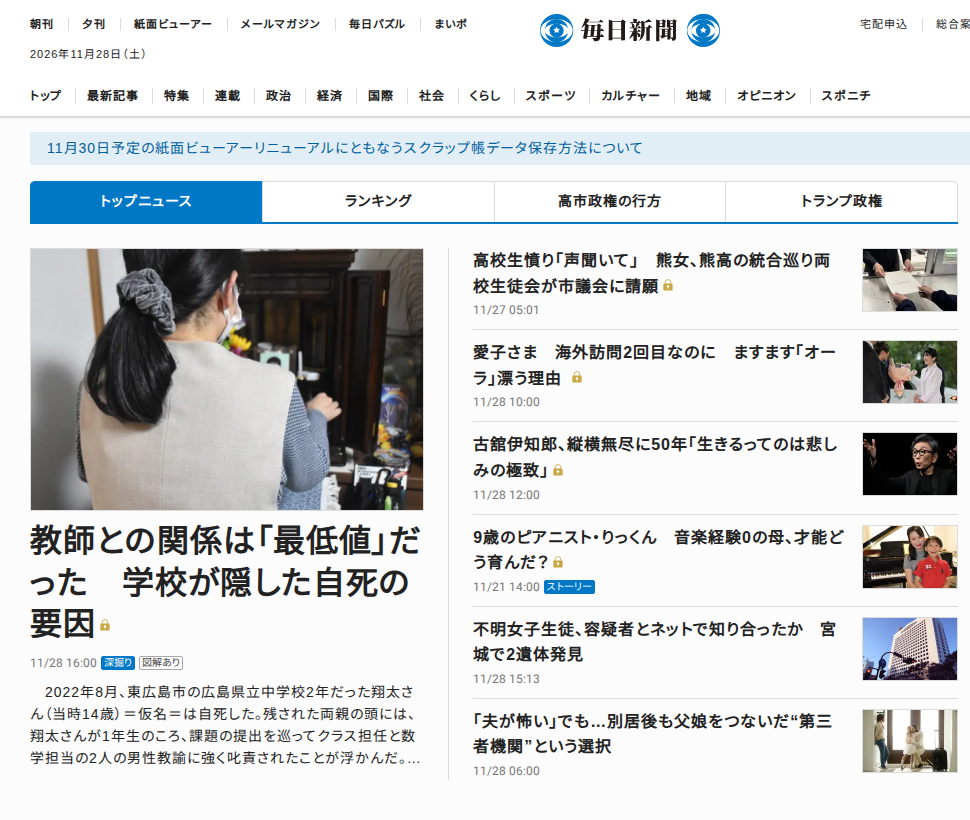 朝刊 夕刊 紙面ビューアー メールマガジン 毎日パズル まいポ
毎日新聞
宅配申込 総合案
2026年11月28日(土)
トップ 最新記事 特集 連載 政治 経済 国際 社会 くらし スポーツ カルチャー 地域 オピニオン スポニチ
11月30日予定の紙面ビューアーリニューアルにともなうスクラップ帳データ保存方法について
トップニュース ランキング 高市政権の行方 トランプ政権
教師との関係は「最低値」だ
った 学校が隠した自死の
要因
11/28 16:00 深掘り 図解あり
2022年8月、東広島市の広島県立中学校2年だった翔太さ
ん(当時14歳)=仮名=は自死した。残された両親の頭には、
翔太さんが1年生のころ、課題の提出を巡ってクラス担任と数
学担当の2人の男性教諭に強く叱責されたことが浮かんだ。…
高校生憤り「声聞いて」 熊女、熊高の統合巡り両
校生徒会が市議会に請願
11/27 05:01
愛子さま 海外訪問2回目なのに ますます「オー
ラ」漂う理由
11/28 10:00
古舘伊知郎、縦横無尽に50年「生きるってのは悲し
みの極致」
11/28 12:00
9歳のピアニスト・りっくん 音楽経験0の母、才能ど
う育んだ?
11/21 14:00 ストーリー
不明女子生徒、容疑者とネットで知り合ったか 宮
城で2遺体発見
11/28 15:13
「夫が怖い」でも…別居後も父娘をつないだ“第三
者機関”という選択
11/28 06:00